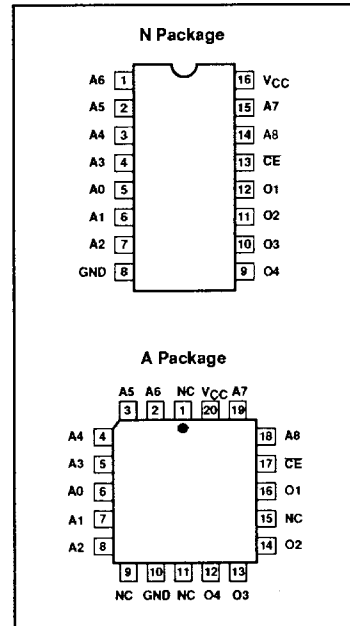 N Package
A6 1 16 VCC
A5 2 15 A7
A4 3 14 A8
A3 4 13 C̅E̅
A0 5 12 O1
A1 6 11 O2
A2 7 10 O3
GND 8 9 O4
A Package
A5 A6 NC VCC A7
3 2 1 20 19
A4 4 18 A8
A3 5 17 C̅E̅
A0 6 16 O1
A1 7 15 NC
A2 8 14 O2
9 10 11 12 13
NC GND NC O4 O3